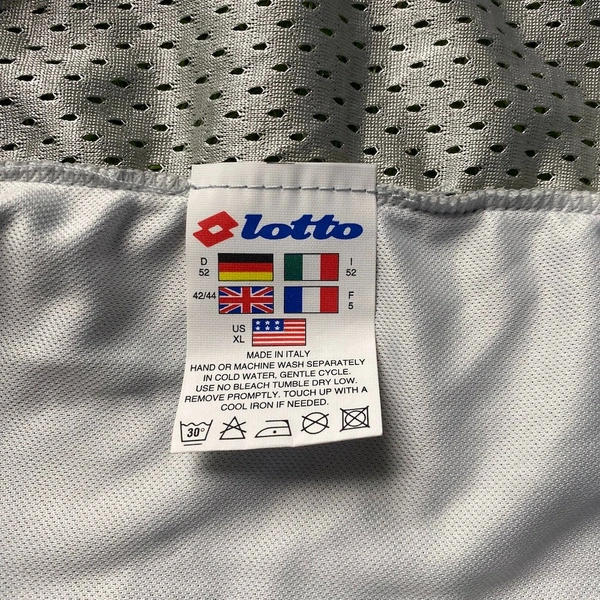 lotto
D 52
I 52
42/44
F 5
US XL
MADE IN ITALY
HAND OR MACHINE WASH SEPARATELY
IN COLD WATER, GENTLE CYCLE.
USE NO BLEACH TUMBLE DRY LOW.
REMOVE PROMPTLY. TOUCH UP WITH A
COOL IRON IF NEEDED.
30°